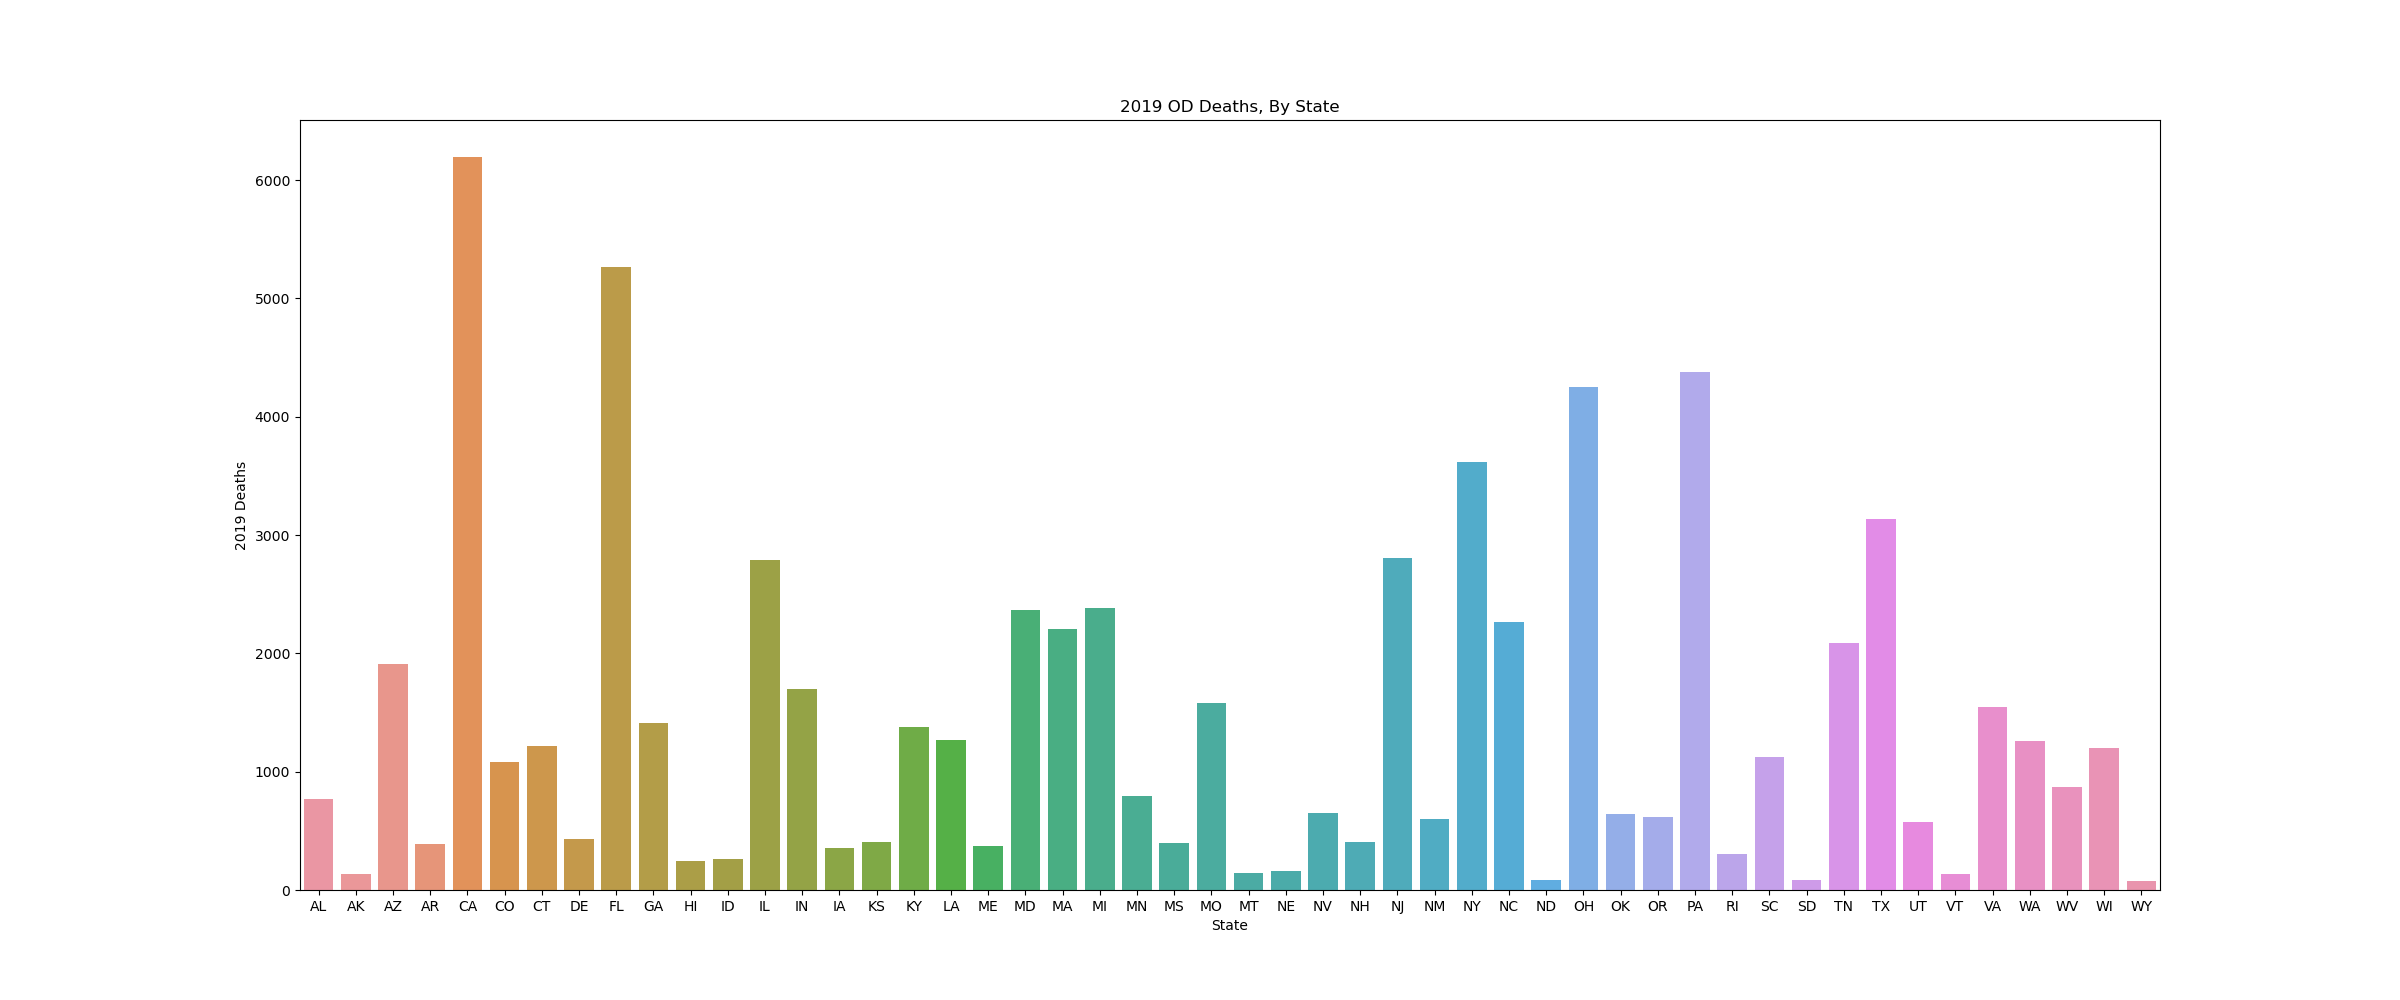 2019 OD Deaths, By State
2019 Deaths
6000
5000
4000
3000
2000
1000
0
AL AK AZ AR CA CO CT DE FL GA HI ID IL IN IA KS KY LA ME MD MA MI MN MS MO MT NE NV NH NJ NM NY NC ND OH OK OR PA RI SC SD TN TX UT VT VA WA WV WI WY
State